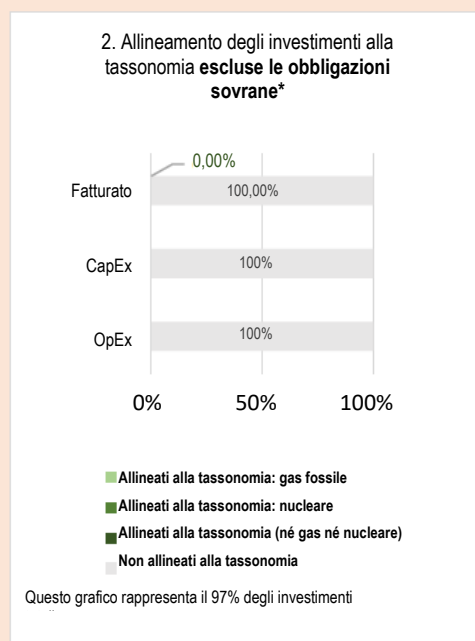 2. Allineamento degli investimenti alla
tassonomia escluse le obbligazioni
sovrane*
0,00%
Fatturato
100,00%
CapEx
100%
OpEx
100%
0%
50%
100%
Allineati alla tassonomia: gas fossile
Allineati alla tassonomia: nucleare
Allineati alla tassonomia (né gas né nucleare)
Non allineati alla tassonomia
Questo grafico rappresenta il 97% degli investimenti